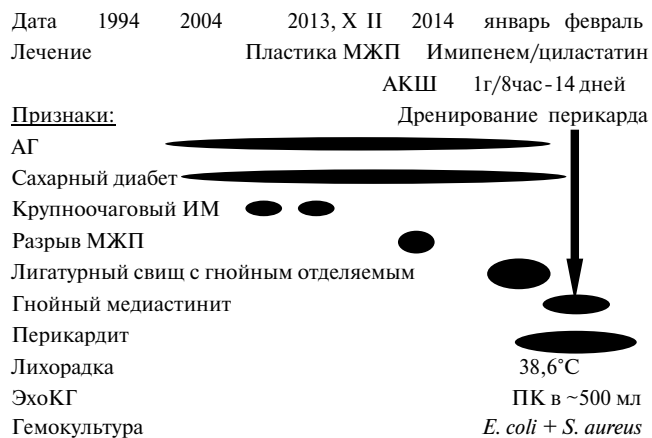 Дата 1994 2004 2013, X II 2014 январь февраль
Лечение Пластика МЖП Имипенем/циластатин
АКШ 1г/8час-14 дней
Признаки: Дренирование перикарда
АГ
Сахарный диабет
Крупноочаговый ИМ
Разрыв МЖП
Лигатурный свищ с гнойным отделяемым
Гнойный медиастинит
Перикардит
Лихорадка 38,6°С
ЭхоКГ ПК в ~500 мл
Гемокультура E. coli + S. aureus